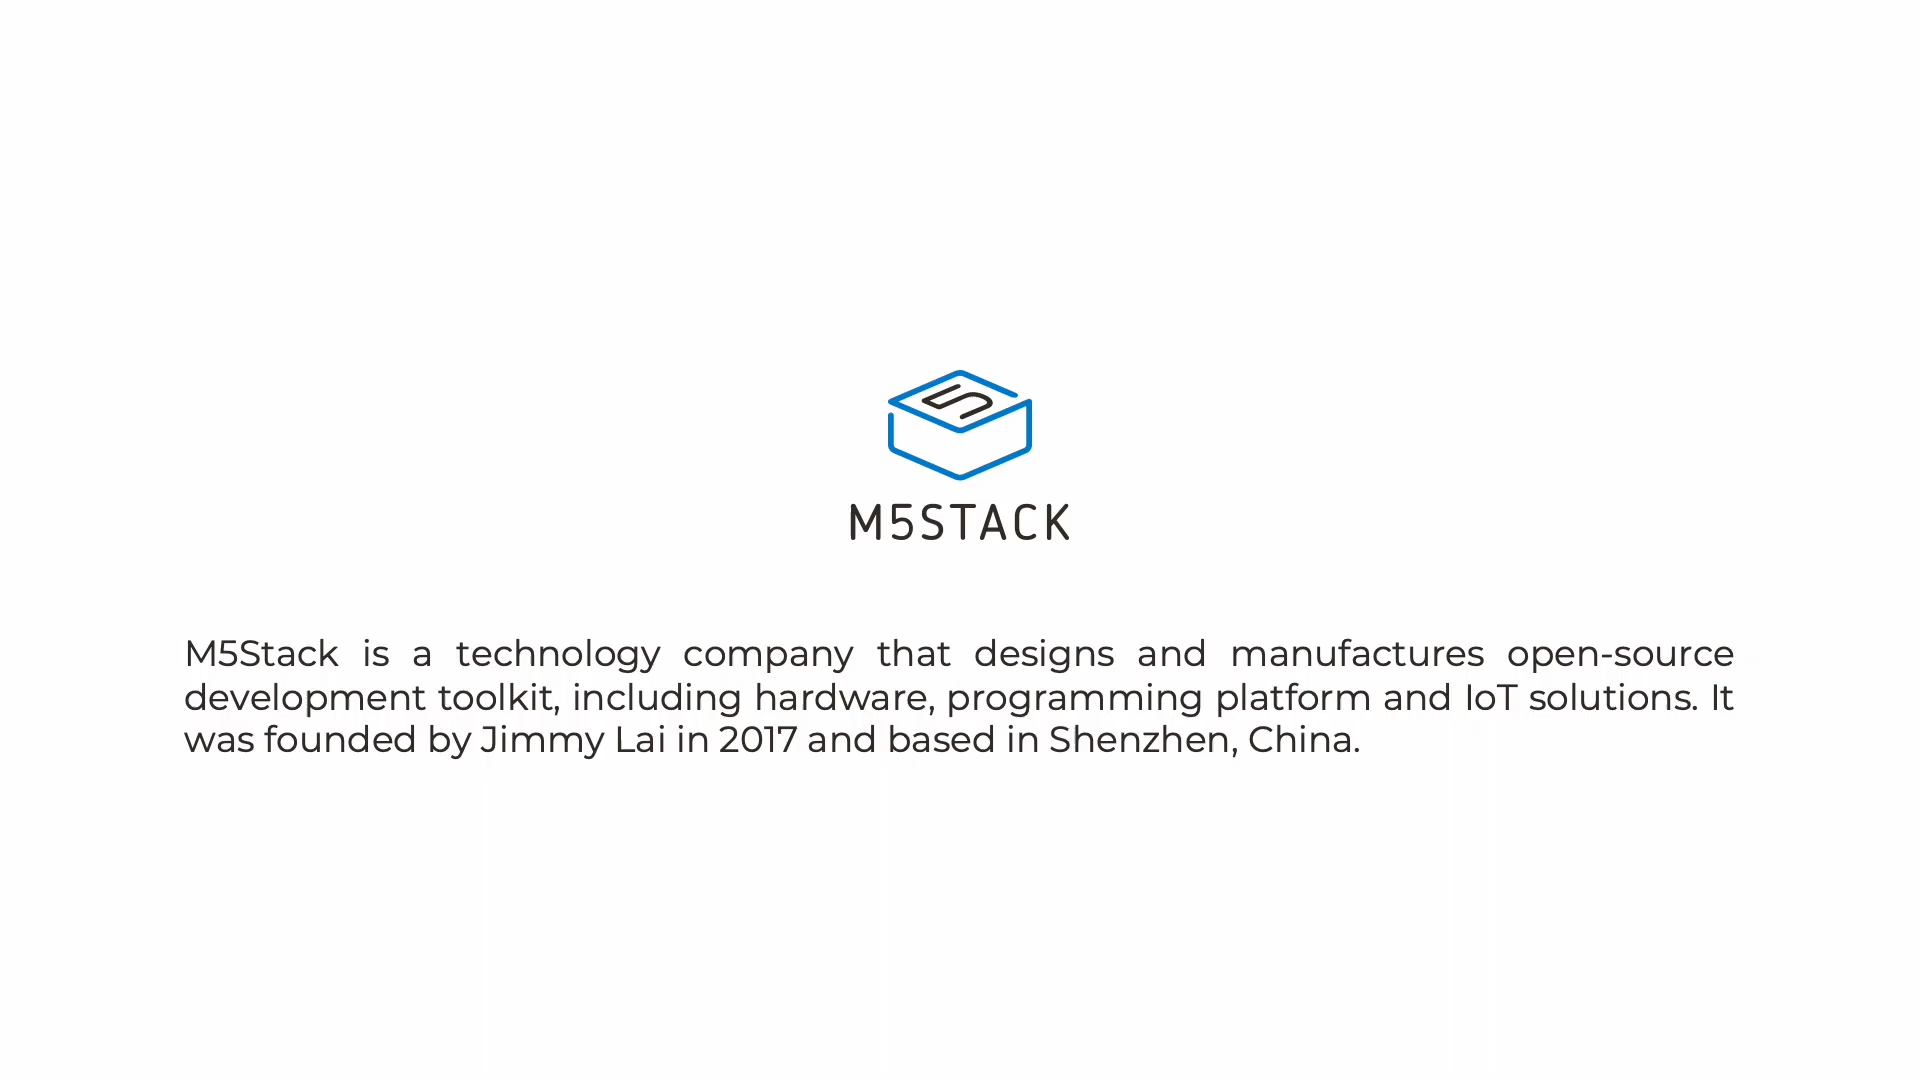 5
M5STACK
M5Stack is a technology company that designs and manufactures open-source
development toolkit, including hardware, programming platform and IoT solutions. It
was founded by Jimmy Lai in 2017 and based in Shenzhen, China.